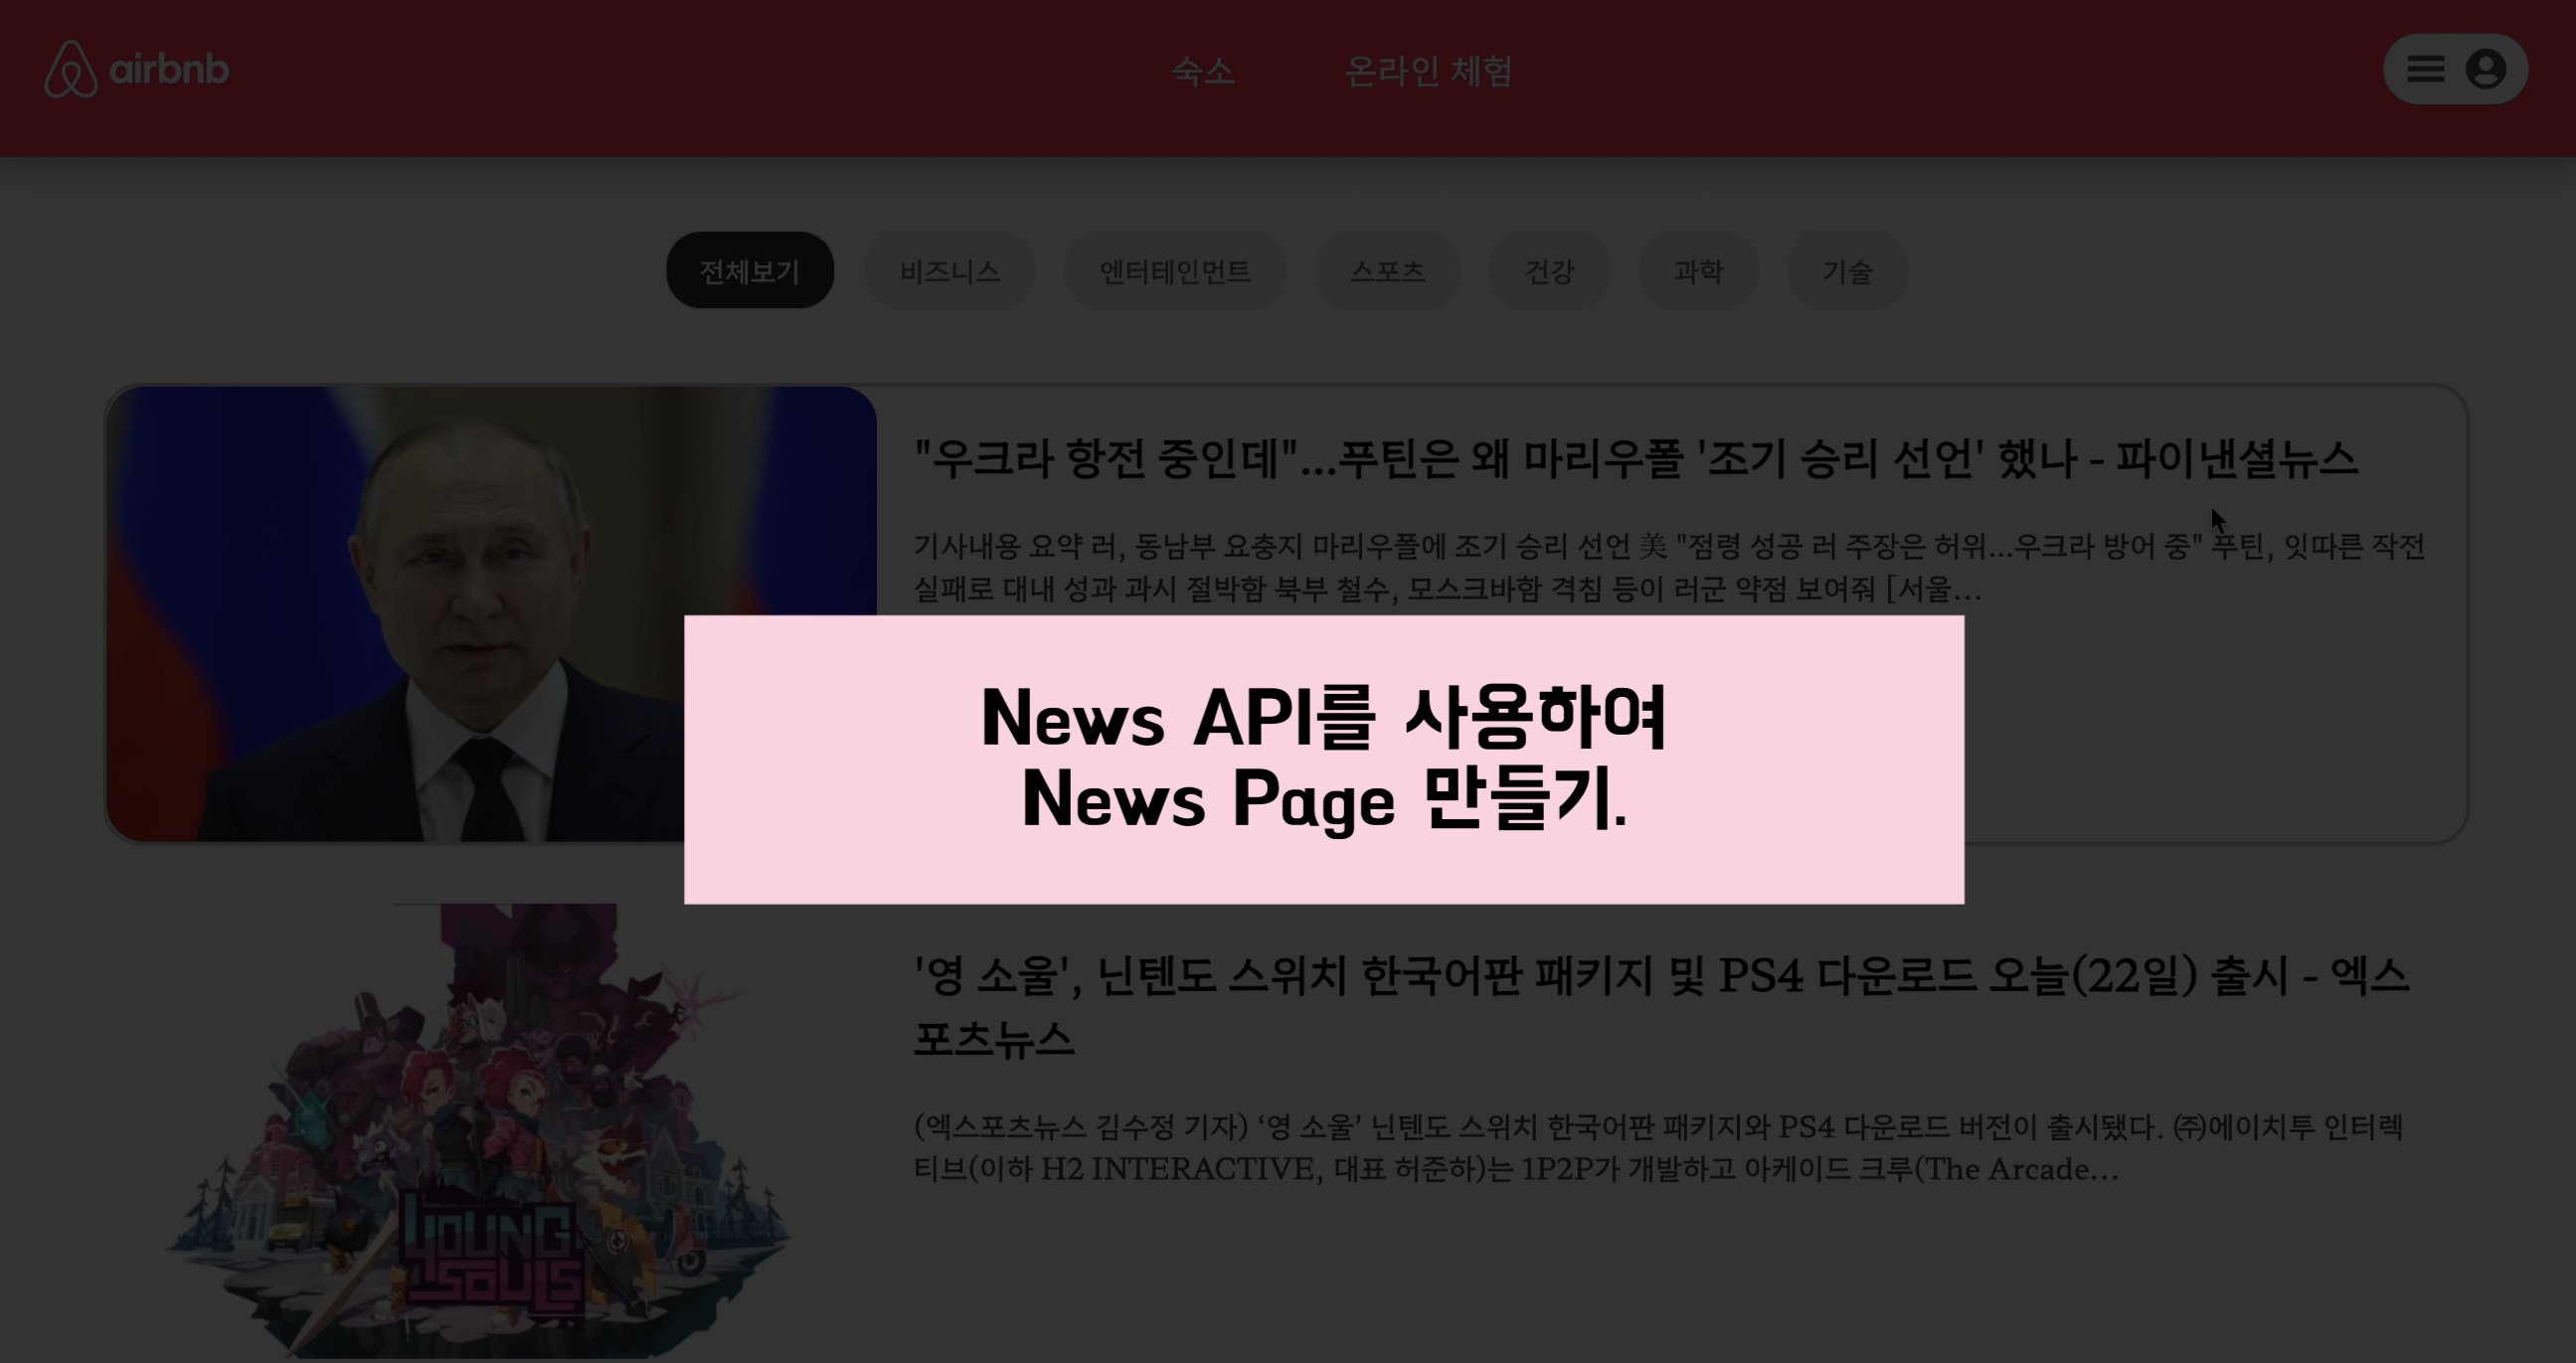 airbnb
숙소
온라인 체험
전체보기
비즈니스
엔터테인먼트
스포츠
건강
과학
기술
"우크라 항전 중인데"...푸틴은 왜 마리우폴 '조기 승리 선언' 했나 - 파이낸셜뉴스
기사내용 요약 러, 동남부 요충지 마리우폴에 조기 승리 선언 美 "점령 성공 러 주장은 허위…우크라 방어 중" 푸틴, 잇따른 작전
실패로 대내 성과 과시 절박함 북부 철수, 모스크바함 격침 등이 러군 약점 보여줘 [서울…
News API를 사용하여
News Page 만들기.
'영 소울', 닌텐도 스위치 한국어판 패키지 및 PS4 다운로드 오늘(22일) 출시 - 엑스
포츠뉴스
(엑스포츠뉴스 김수정 기자) ‘영 소울’ 닌텐도 스위치 한국어판 패키지와 PS4 다운로드 버전이 출시됐다. ㈜에이치투 인터렉
티브(이하 H2 INTERACTIVE, 대표 허준하)는 1P2P가 개발하고 아케이드 크루(The Arcade…
YOUNG
SOULS